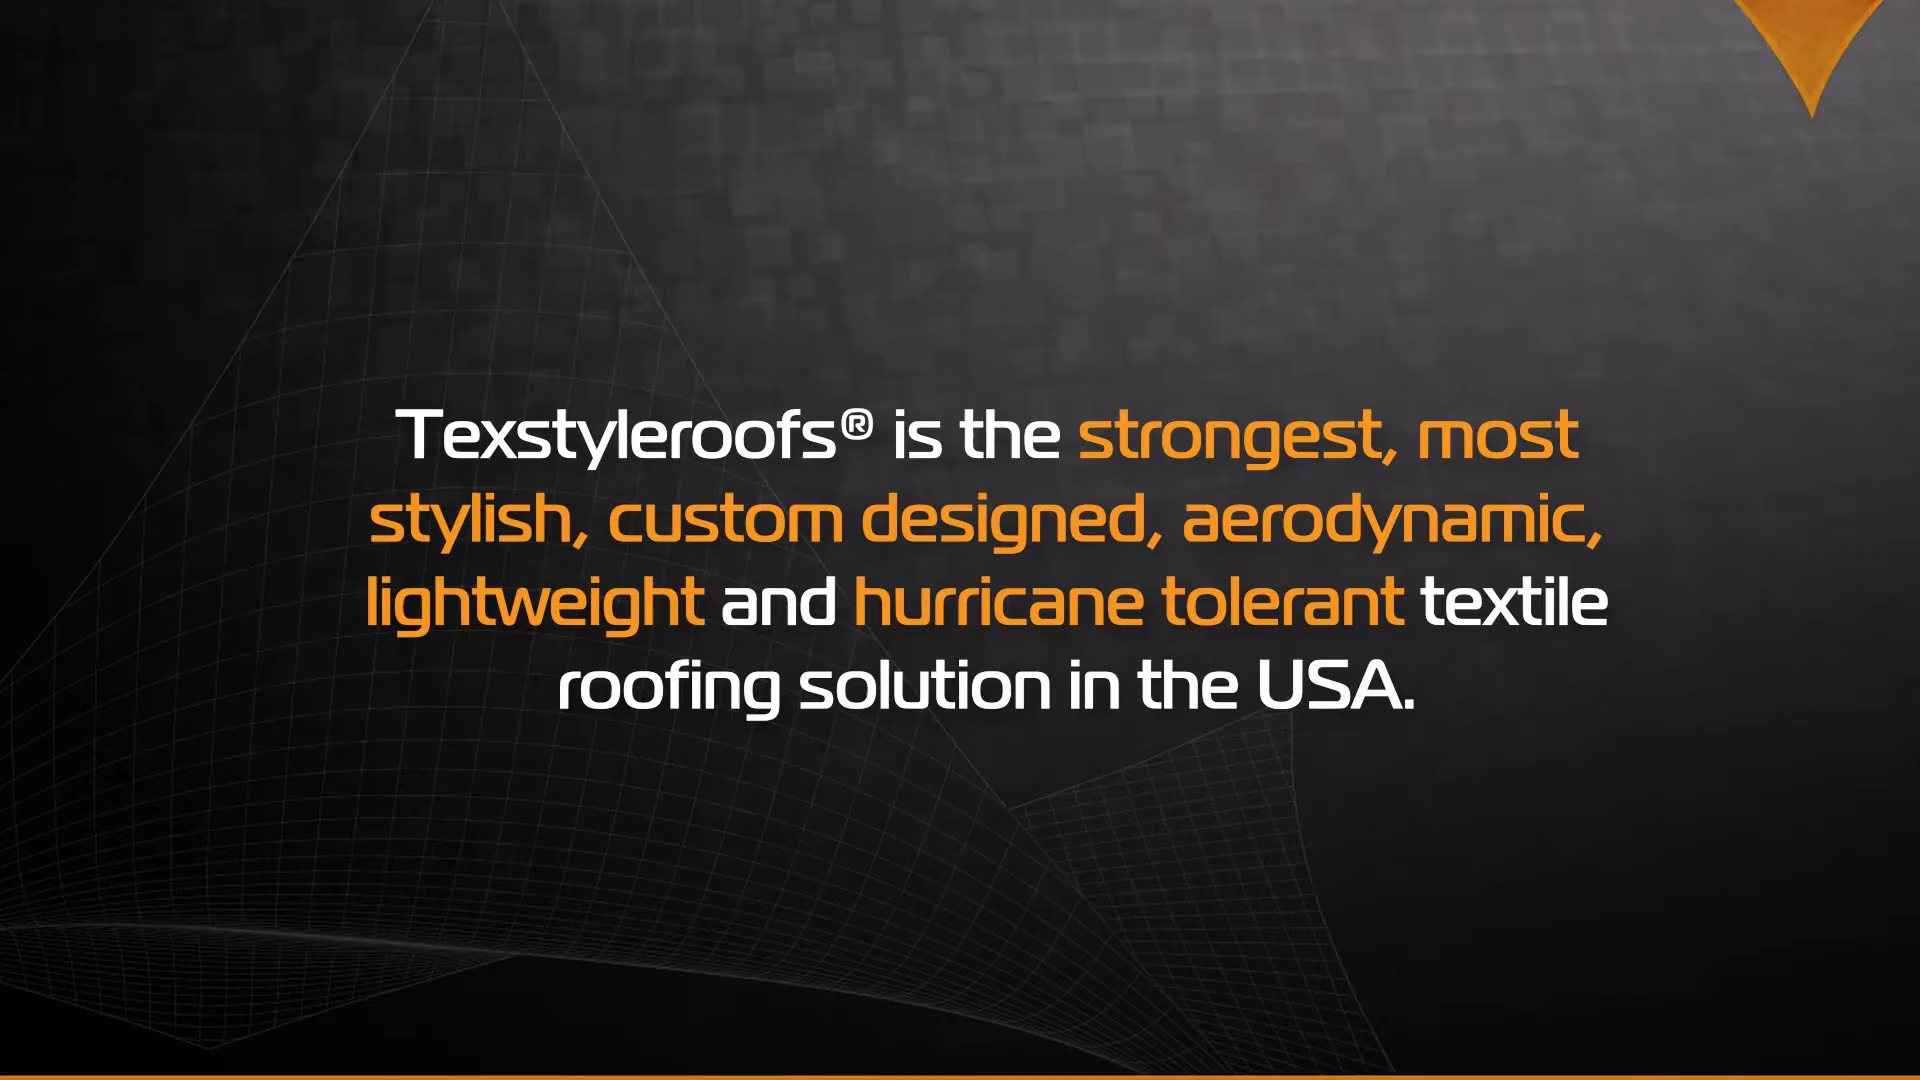 Texstyleroofs® is the strongest, most
stylish, custom designed, aerodynamic,
lightweight and hurricane tolerant textile
roofing solution in the USA.